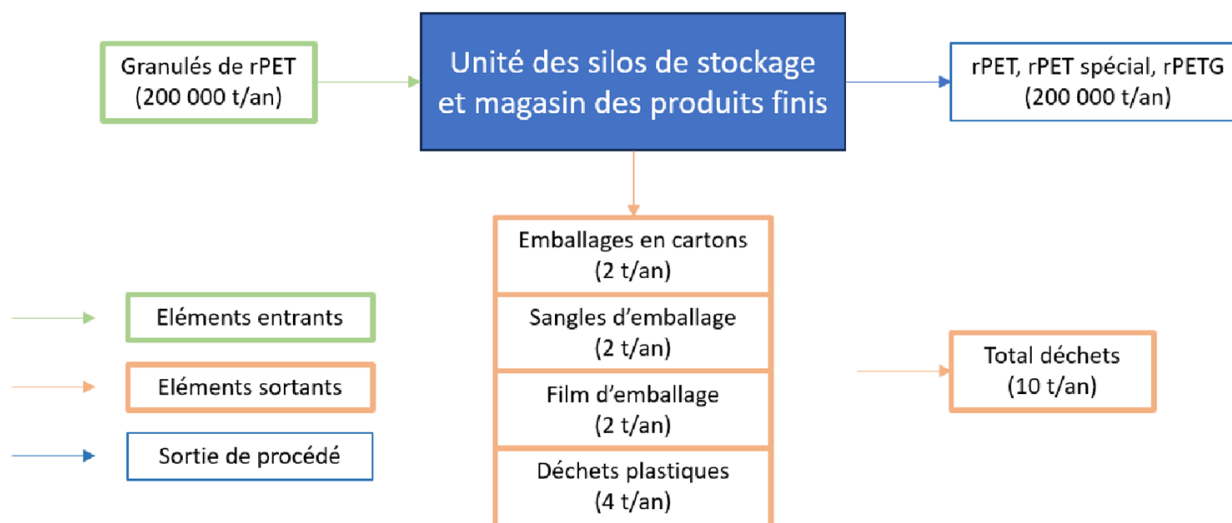 Granulés de rPET
(200 000 t/an)
Unité des silos de stockage
et magasin des produits finis
rPET, rPET spécial, rPETG
(200 000 t/an)
Emballages en cartons
(2 t/an)
Sangles d'emballage
(2 t/an)
Film d'emballage
(2 t/an)
Déchets plastiques
(4 t/an)
Eléments entrants
Eléments sortants
Sortie de procédé
Total déchets
(10 t/an)